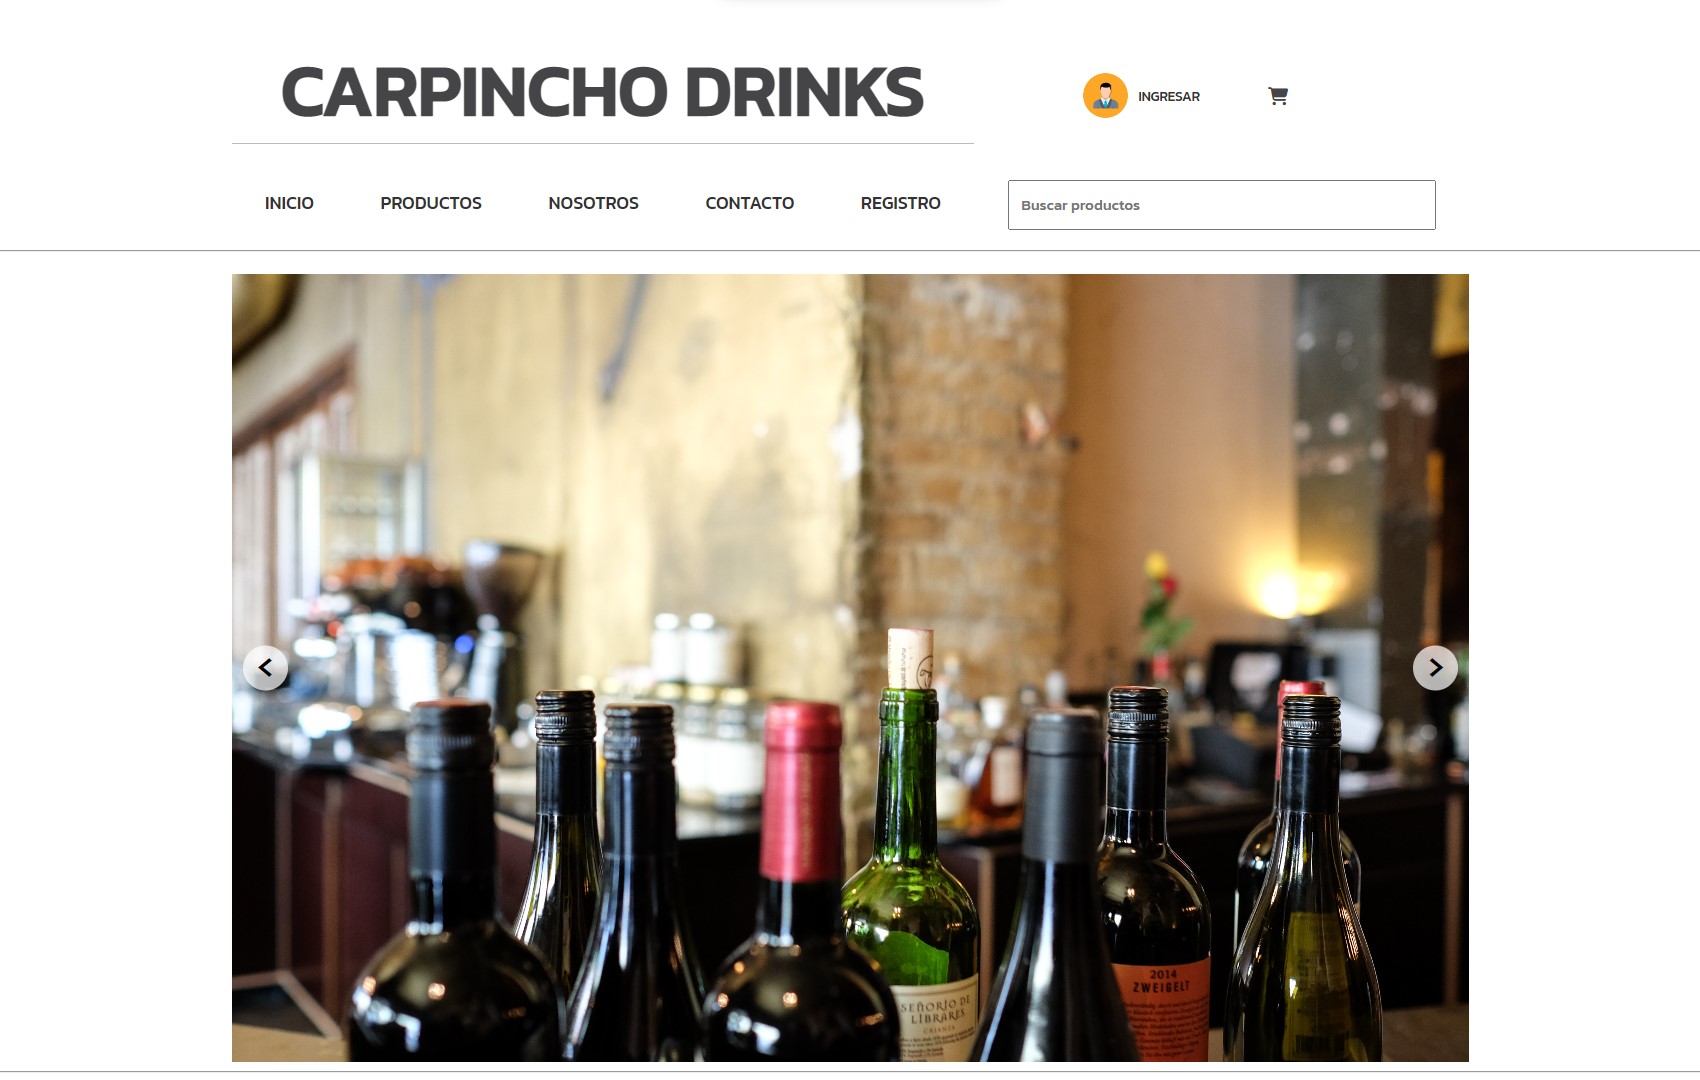 CARPINCHO DRINKS
INGRESAR
INICIO PRODUCTOS NOSOTROS CONTACTO REGISTRO
Buscar productos
2014
ZWEIGELT
SEÑORIO DE
LIBRARES
CRIANZA